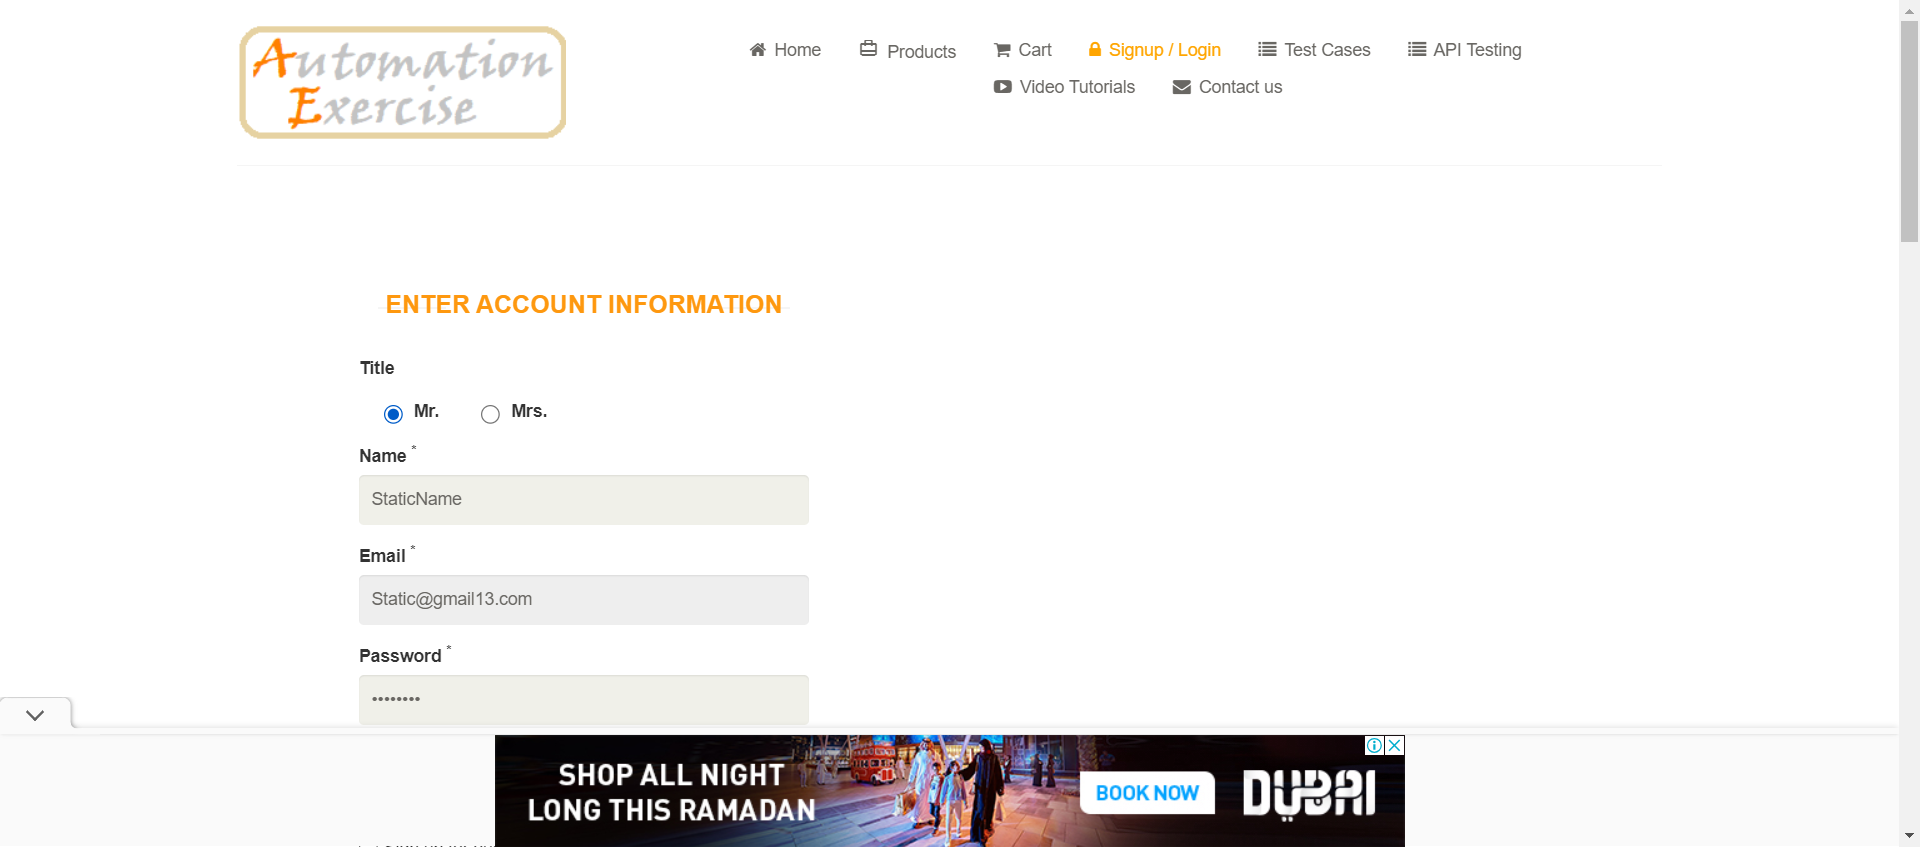 Automation
Exercise
Home
Products
Cart
Signup / Login
Test Cases
API Testing
Video Tutorials
Contact us
ENTER ACCOUNT INFORMATION
Title
Mr.
Mrs.
Name *
StaticName
Email *
Static@gmail13.com
Password *
••••••••
SHOP ALL NIGHT
LONG THIS RAMADAN
BOOK NOW
DUBAI